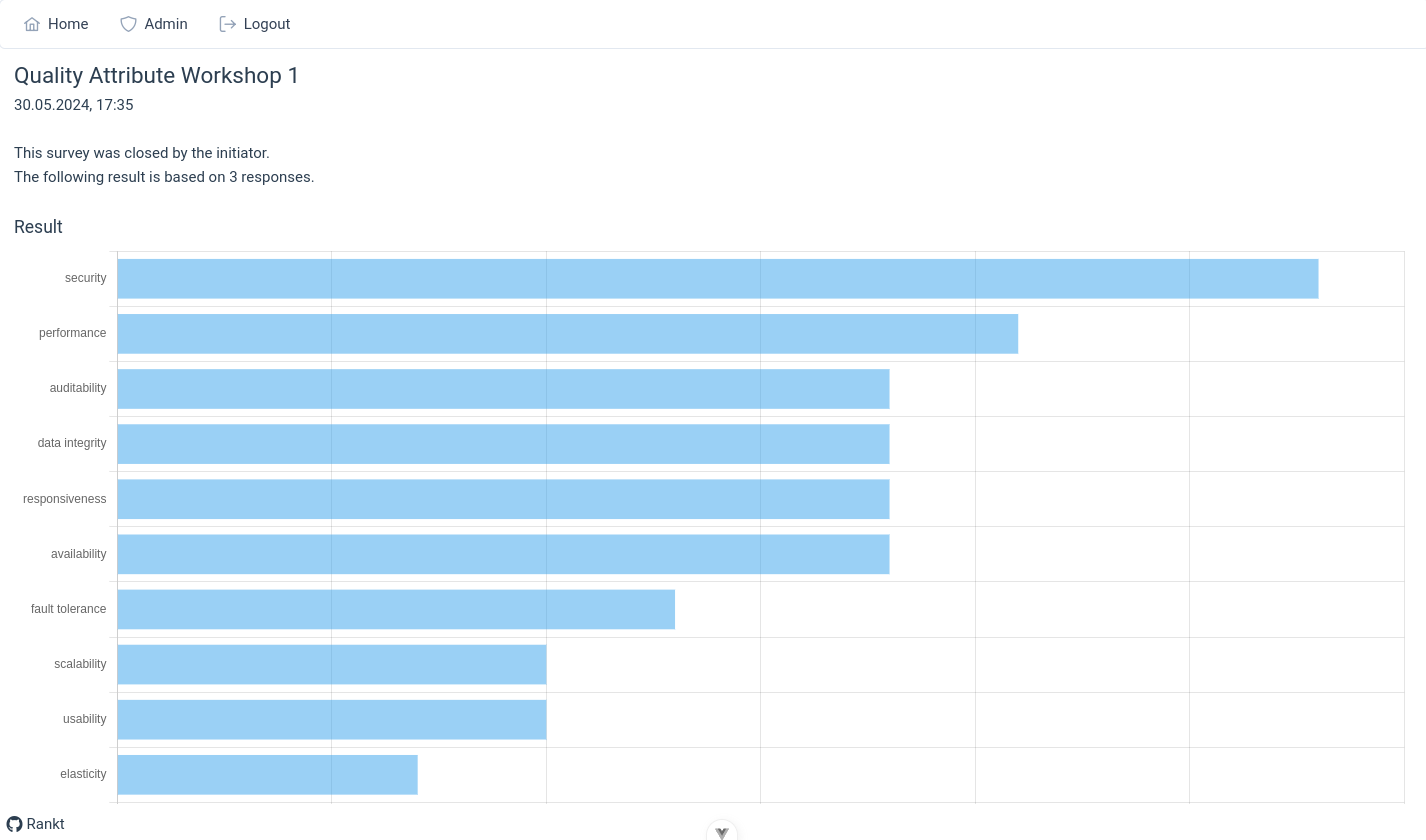 Home Admin Logout
Quality Attribute Workshop 1
30.05.2024, 17:35
This survey was closed by the initiator.
The following result is based on 3 responses.
Result
security
performance
auditability
data integrity
responsiveness
availability
fault tolerance
scalability
usability
elasticity
Rankt